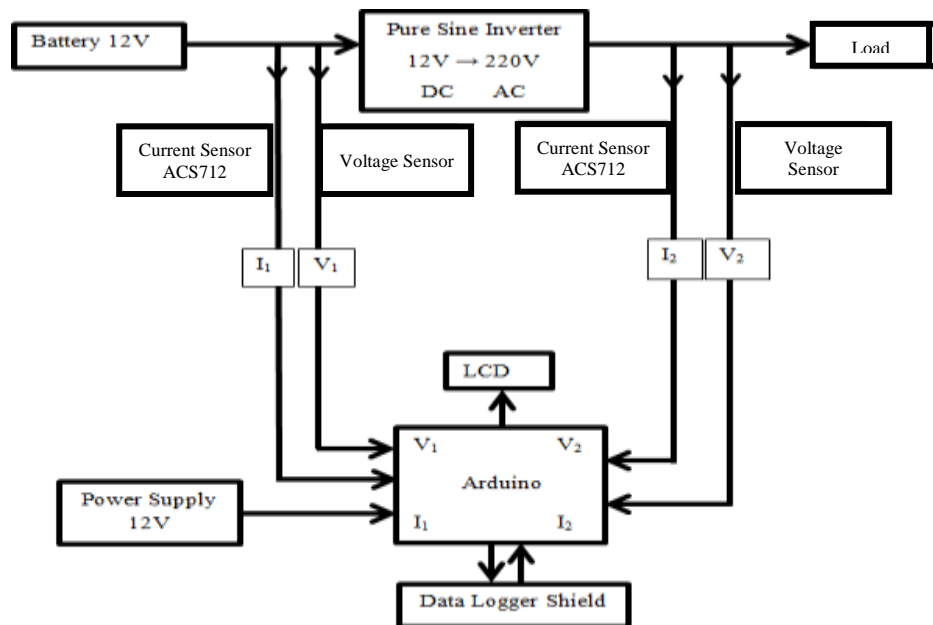 Battery 12V
Pure Sine Inverter
12V → 220V
DC AC
Load
Current Sensor
ACS712
Voltage Sensor
Current Sensor
ACS712
Voltage
Sensor
I₁
V₁
I₂
V₂
LCD
V₁ V₂
Arduino
I₁ I₂
Power Supply
12V
Data Logger Shield